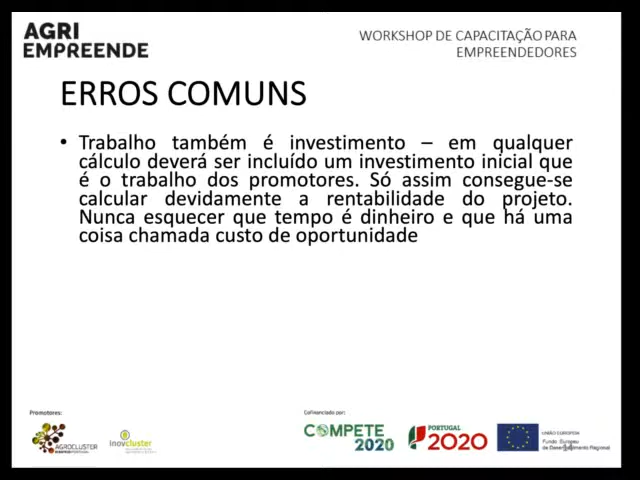 AGRI
EMPREENDE
WORKSHOP DE CAPACITAÇÃO PARA
EMPREENDEDORES
ERROS COMUNS
• Trabalho também é investimento – em qualquer
cálculo deverá ser incluído um investimento inicial que
é o trabalho dos promotores. Só assim consegue-se
calcular devidamente a rentabilidade do projeto.
Nunca esquecer que tempo é dinheiro e que há uma
coisa chamada custo de oportunidade
Promotores:
AGROCLUSTER
inovcluster
Cofinanciado por:
COMPETE
2020
PORTUGAL
2020
UNIÃO EUROPEIA
Fundo Europeu
de Desenvolvimento Regional
14